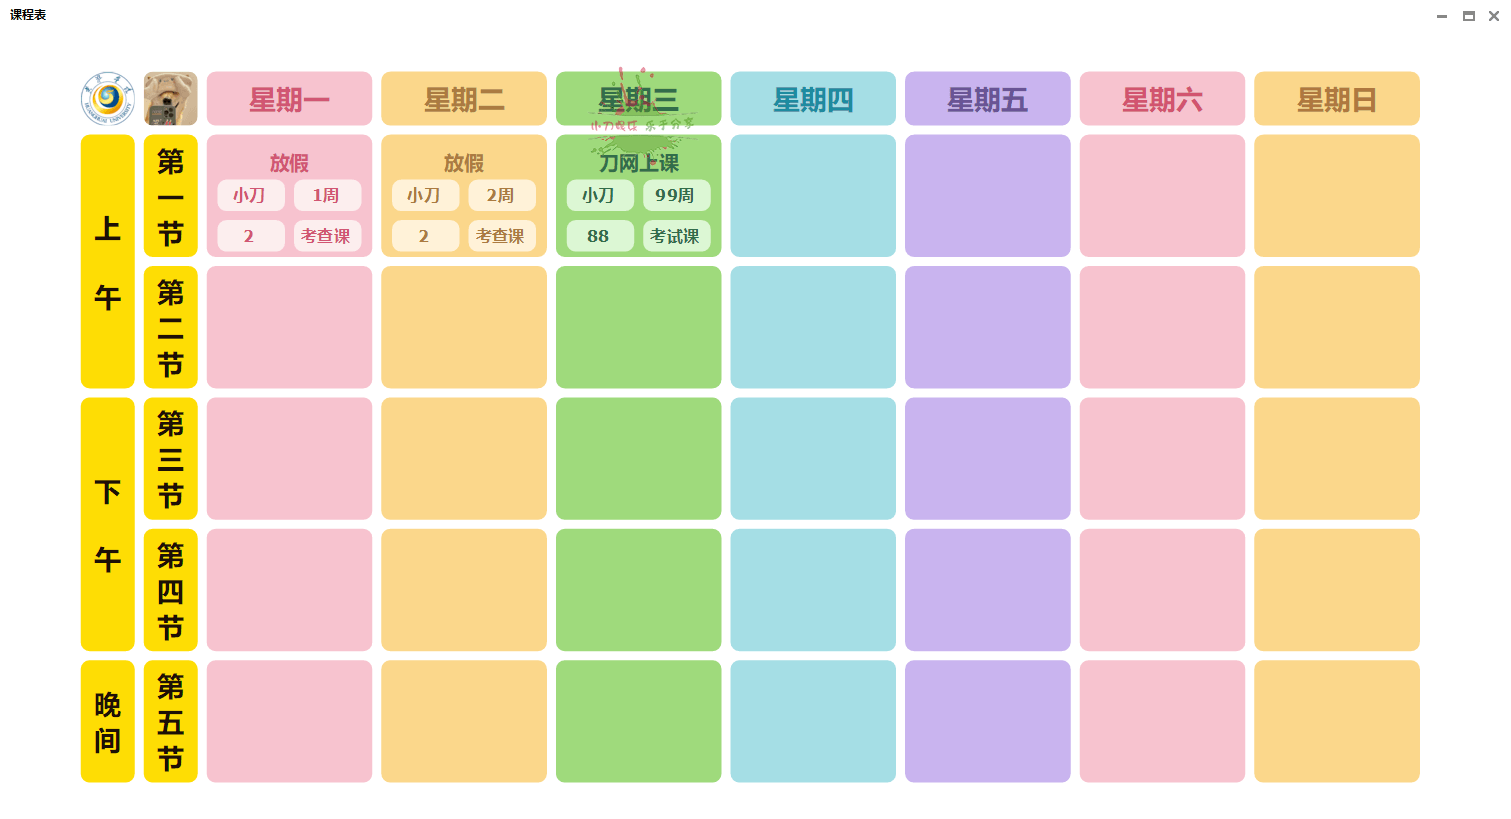 课程表
星期一
星期二
星期三
星期四
星期五
星期六
星期日
小刀娱乐 乐于分享
上午
第一节
放假
小刀 1周
2 考查课
放假
小刀 2周
2 考查课
刀网上课
小刀 99周
88 考试课
第二节
下午
第三节
第四节
晚间
第五节